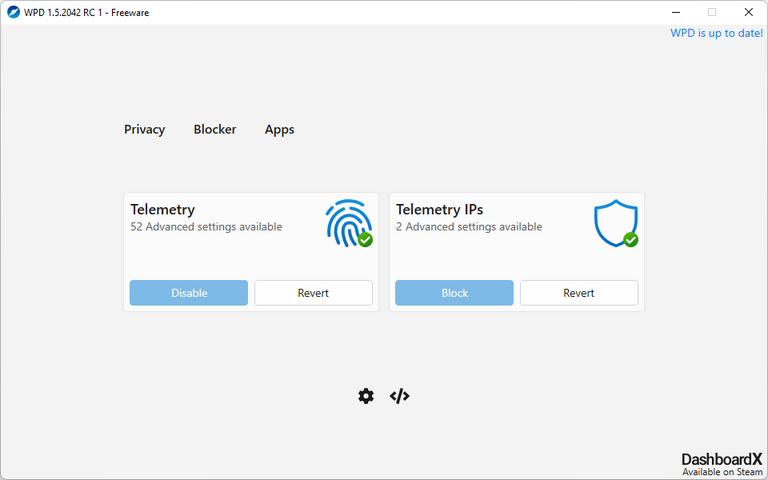 WPD 1.5.2042 RC 1 - Freeware
WPD is up to date!
Privacy Blocker Apps
Telemetry
52 Advanced settings available
Disable Revert
Telemetry IPs
2 Advanced settings available
Block Revert
</>
DashboardX
Available on Steam